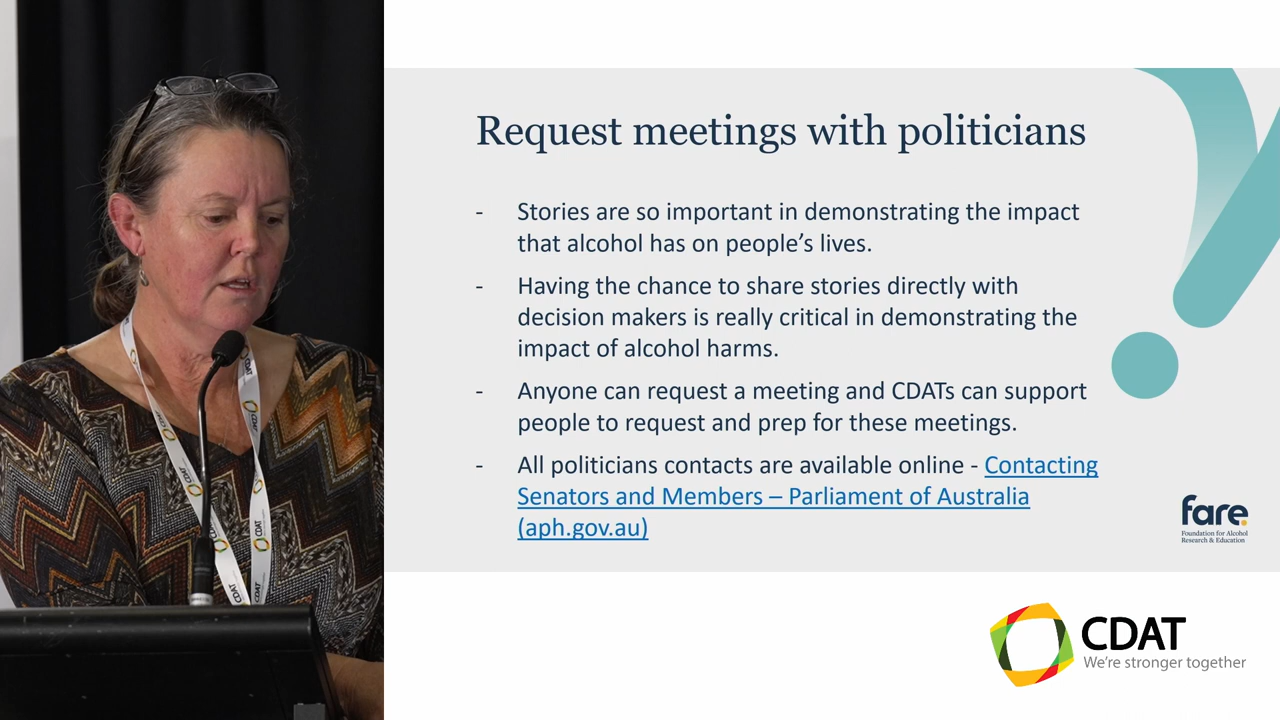 Request meetings with politicians
- Stories are so important in demonstrating the impact
that alcohol has on people's lives.
- Having the chance to share stories directly with
decision makers is really critical in demonstrating the
impact of alcohol harms.
- Anyone can request a meeting and CDATs can support
people to request and prep for these meetings.
- All politicians contacts are available online - Contacting
Senators and Members – Parliament of Australia
(aph.gov.au)
fare.
Foundation for Alcohol
Research & Education
CDAT
We're stronger together
CDAT
CDAT
CDAT
CDAT